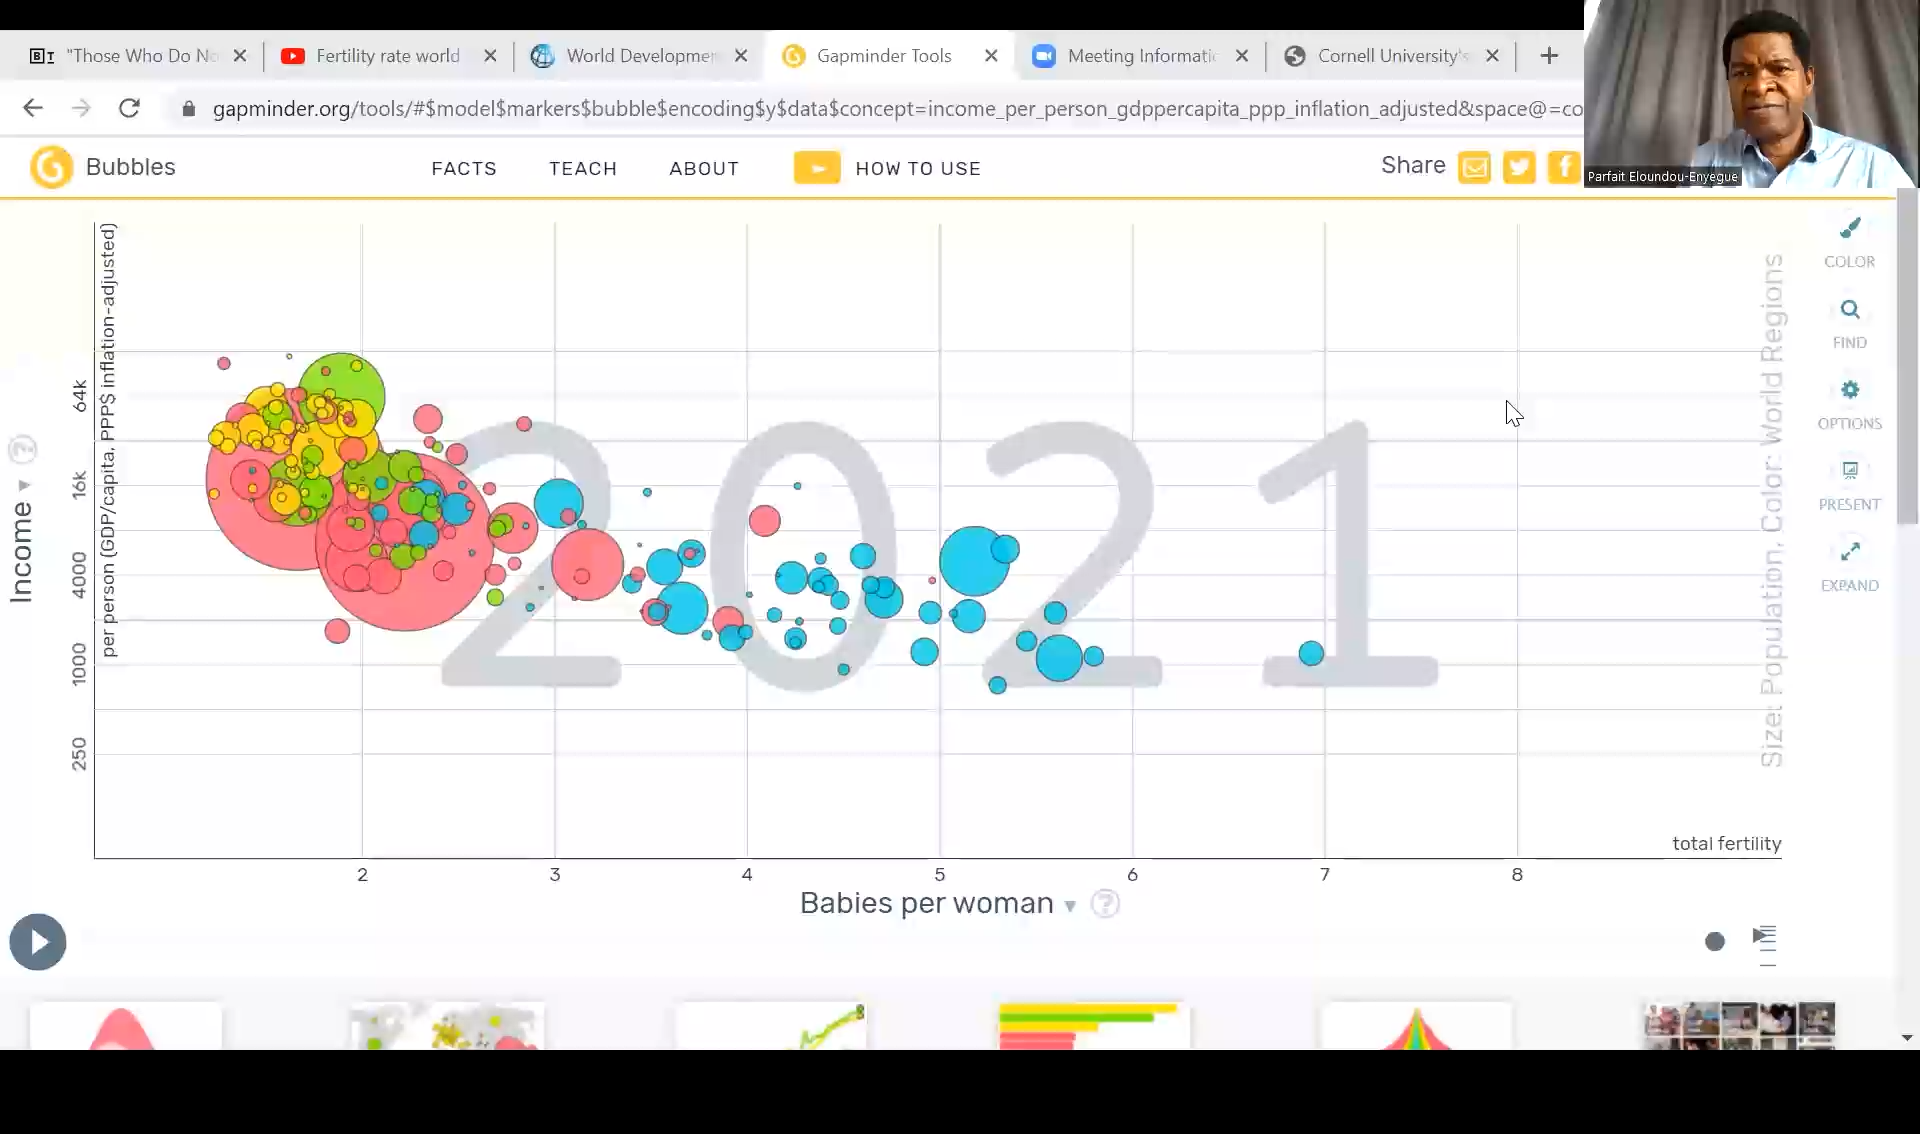 "Those Who Do No
Fertility rate world
World Developmen
Gapminder Tools
Meeting Informatic
Cornell University's
gapminder.org/tools/#$model$markers$bubble$encoding$y$data$concept=income_per_person_gdppercapita_ppp_inflation_adjusted&space@=co
Bubbles
FACTS
TEACH
ABOUT
HOW TO USE
Share
Parfait Eloundou-Enyegue
COLOR
FIND
OPTIONS
PRESENT
EXPAND
Size: Population, Color: World Regions
Income
per person (GDP/capita, PPP$ inflation-adjusted)
64k
16k
4000
1000
250
2021
total fertility
2 3 4 5 6 7 8
Babies per woman